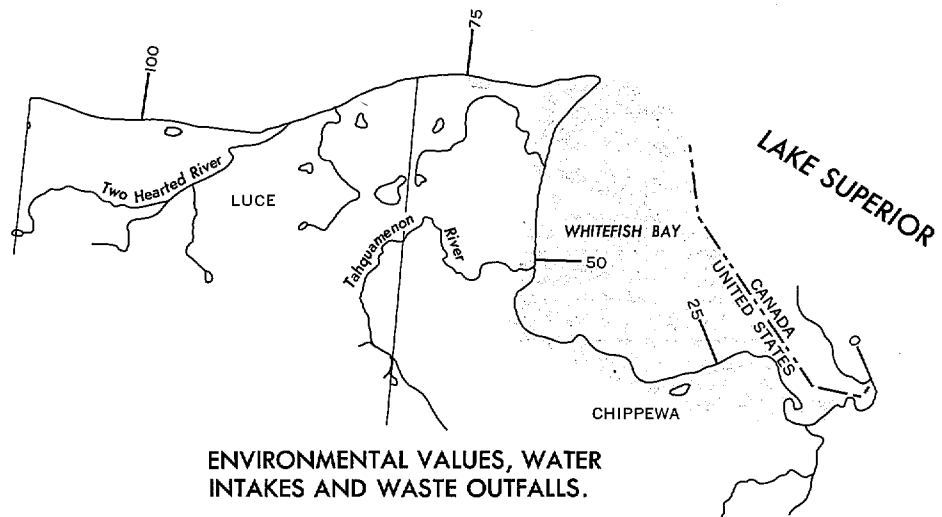 75
100
LAKE SUPERIOR
Two Hearted River
LUCE
Tahquamenon
River
WHITEFISH BAY
50
CANADA
UNITED STATES
25
0
CHIPPEWA
ENVIRONMENTAL VALUES, WATER
INTAKES AND WASTE OUTFALLS.